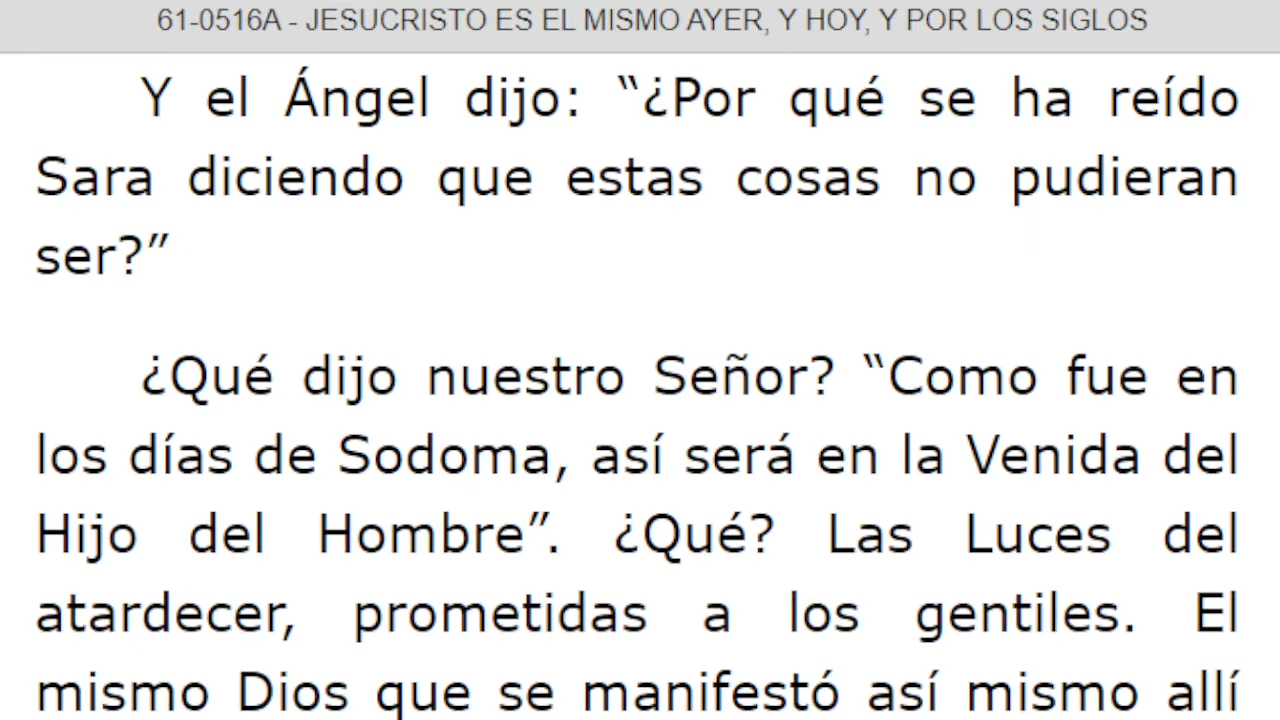 61-0516A - JESUCRISTO ES EL MISMO AYER, Y HOY, Y POR LOS SIGLOS
Y el Ángel dijo: “¿Por qué se ha reído
Sara diciendo que estas cosas no pudieran
ser?”
¿Qué dijo nuestro Señor? “Como fue en
los días de Sodoma, así será en la Venida del
Hijo del Hombre”. ¿Qué? Las Luces del
atardecer, prometidas a los gentiles. El
mismo Dios que se manifestó así mismo allí